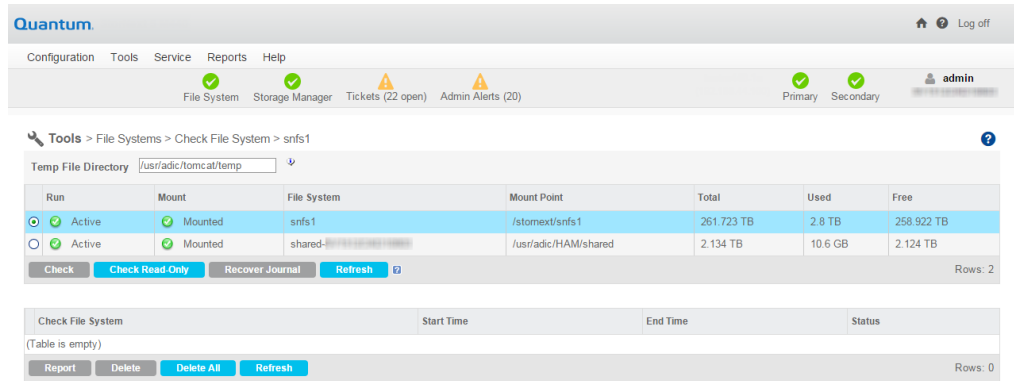 Quantum.
Log off
Configuration Tools Service Reports Help
File System Storage Manager Tickets (22 open) Admin Alerts (20) Primary Secondary admin
Tools > File Systems > Check File System > snfs1
Temp File Directory /usr/adic/tomcat/temp
Run Mount File System Mount Point Total Used Free
Active Mounted snfs1 /stornext/snfs1 261.723 TB 2.8 TB 258.922 TB
Active Mounted shared- /usr/adic/HAM/shared 2.134 TB 10.6 GB 2.124 TB
Check Check Read-Only Recover Journal Refresh Rows: 2
Check File System Start Time End Time Status
(Table is empty)
Report Delete Delete All Refresh Rows: 0